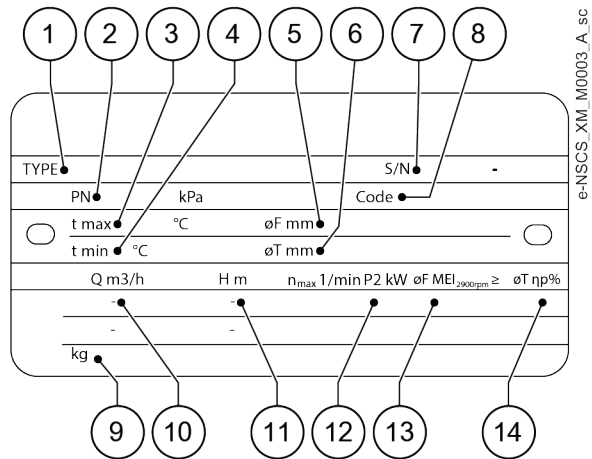 1 2 3 4 5 6 7 8
e-NSCS_XM_M0003_A_sc
TYPE S/N -
PN kPa Code
t max °C øF mm
t min °C øT mm
Q m3/h H m nmax 1/min P2 kW øF MEI2900rpm ≥ øT ηp%
- -
- -
kg
9 10 11 12 13 14